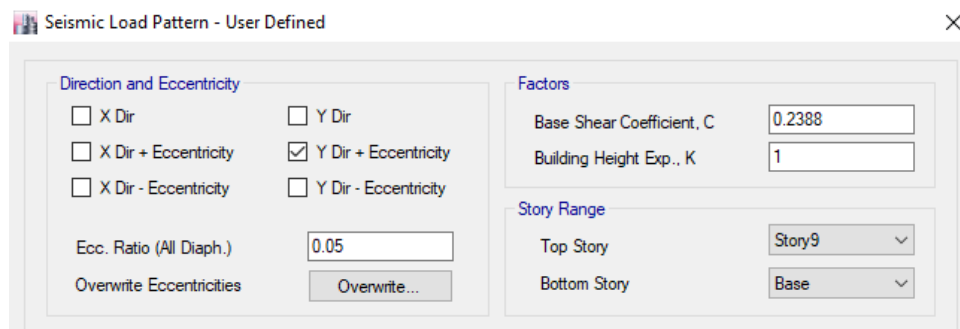 Seismic Load Pattern - User Defined
Direction and Eccentricity
X Dir
Y Dir
X Dir + Eccentricity
Y Dir + Eccentricity
X Dir - Eccentricity
Y Dir - Eccentricity
Ecc. Ratio (All Diaph.)
0.05
Overwrite Eccentricities
Overwrite...
Factors
Base Shear Coefficient, C
0.2388
Building Height Exp., K
1
Story Range
Top Story
Story9
Bottom Story
Base